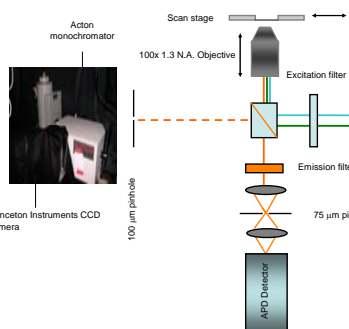 Scan stage
Acton
monochromator
100x 1.3 N.A. Objective
Excitation filter
100 μm pinhole
Emission filte
nceton Instruments CCD
mera
75 μm pi
APD Detector